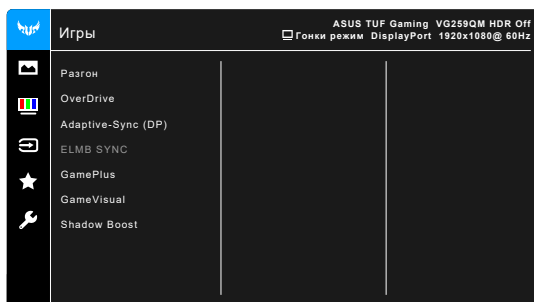 Игры
ASUS TUF Gaming VG259QM HDR Off
Гонки режим DisplayPort 1920x1080@ 60Hz
Разгон
OverDrive
Adaptive-Sync (DP)
ELMB SYNC
GamePlus
GameVisual
Shadow Boost